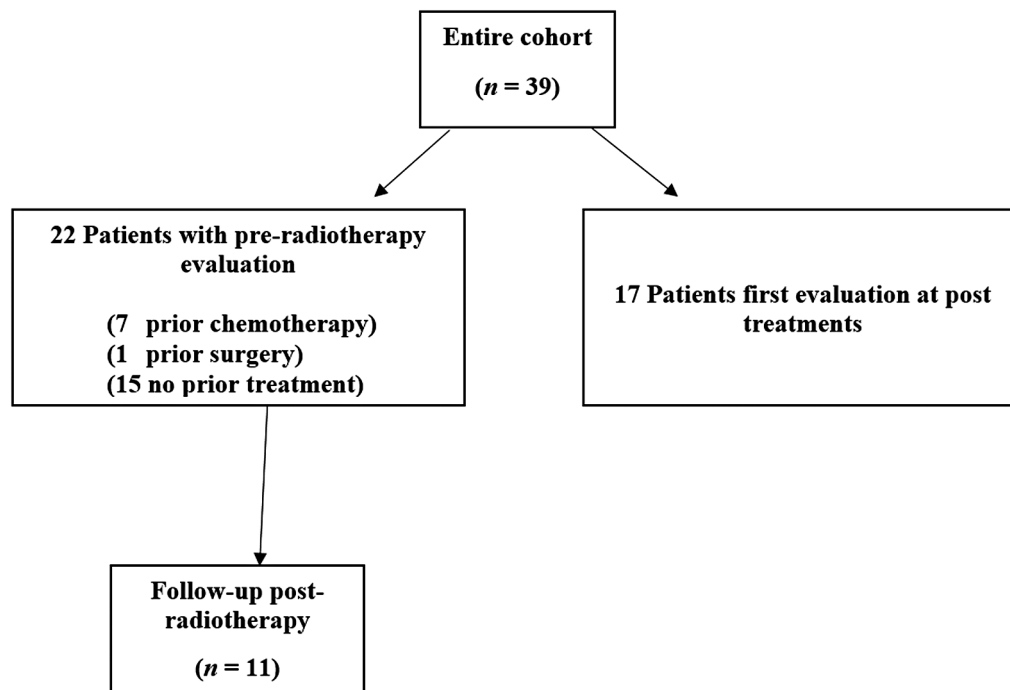 Entire cohort
(n = 39)
22 Patients with pre-radiotherapy
evaluation
(7 prior chemotherapy)
(1 prior surgery)
(15 no prior treatment)
17 Patients first evaluation at post
treatments
Follow-up post-
radiotherapy
(n = 11)